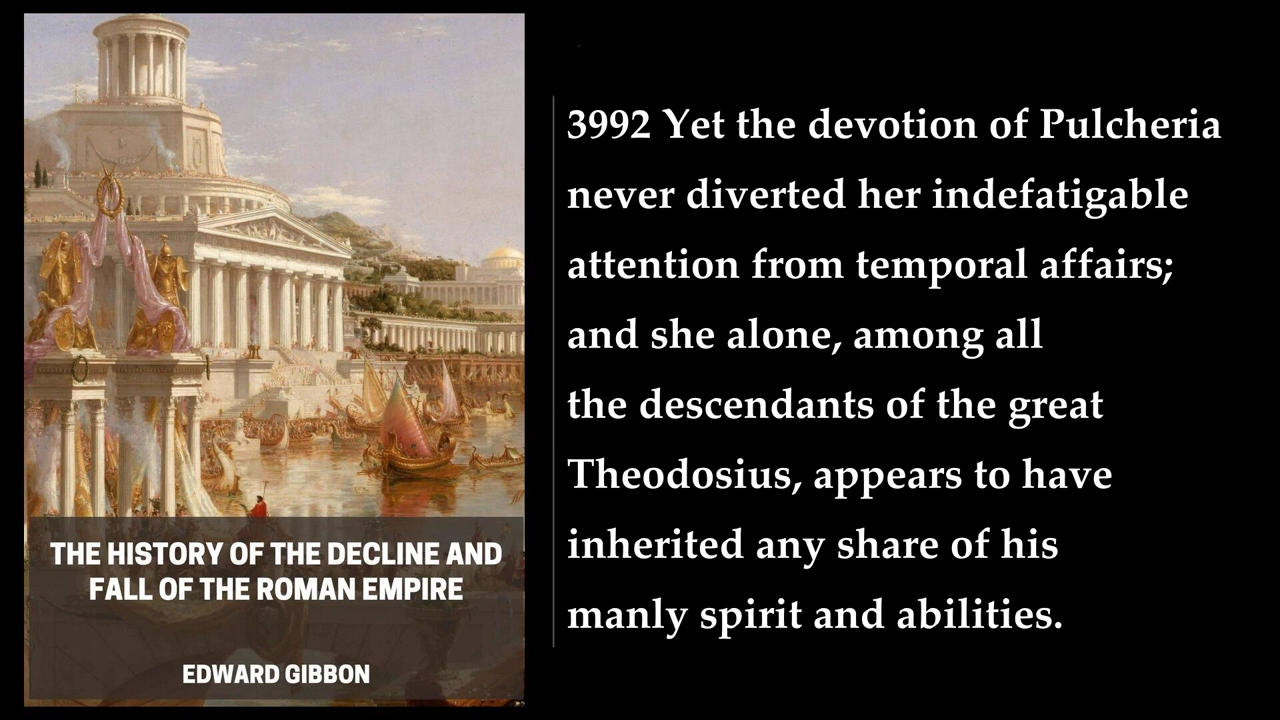 THE HISTORY OF THE DECLINE AND
FALL OF THE ROMAN EMPIRE
EDWARD GIBBON
3992 Yet the devotion of Pulcheria
never diverted her indefatigable
attention from temporal affairs;
and she alone, among all
the descendants of the great
Theodosius, appears to have
inherited any share of his
manly spirit and abilities.